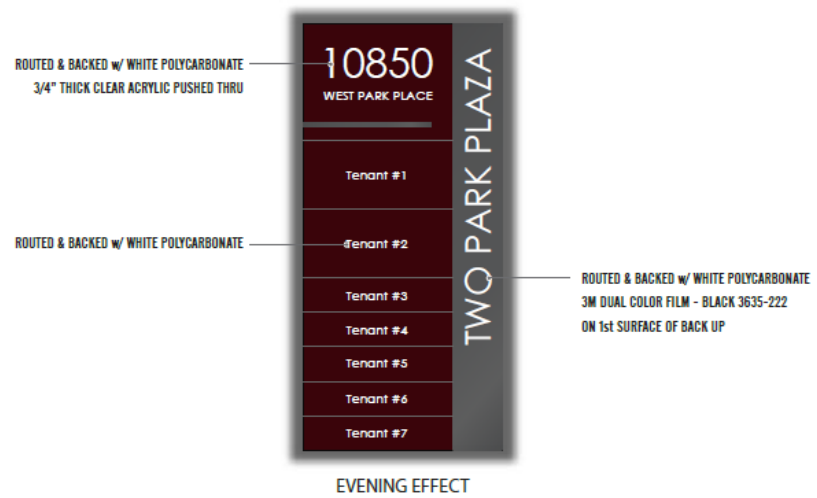 ROUTED & BACKED w/ WHITE POLYCARBONATE
3/4" THICK CLEAR ACRYLIC PUSHED THRU
10850
WEST PARK PLACE
Tenant #1
ROUTED & BACKED w/ WHITE POLYCARBONATE
Tenant #2
Tenant #3
Tenant #4
Tenant #5
Tenant #6
Tenant #7
TWO PARK PLAZA
ROUTED & BACKED w/ WHITE POLYCARBONATE
3M DUAL COLOR FILM - BLACK 3635-222
ON 1st SURFACE OF BACK UP
EVENING EFFECT